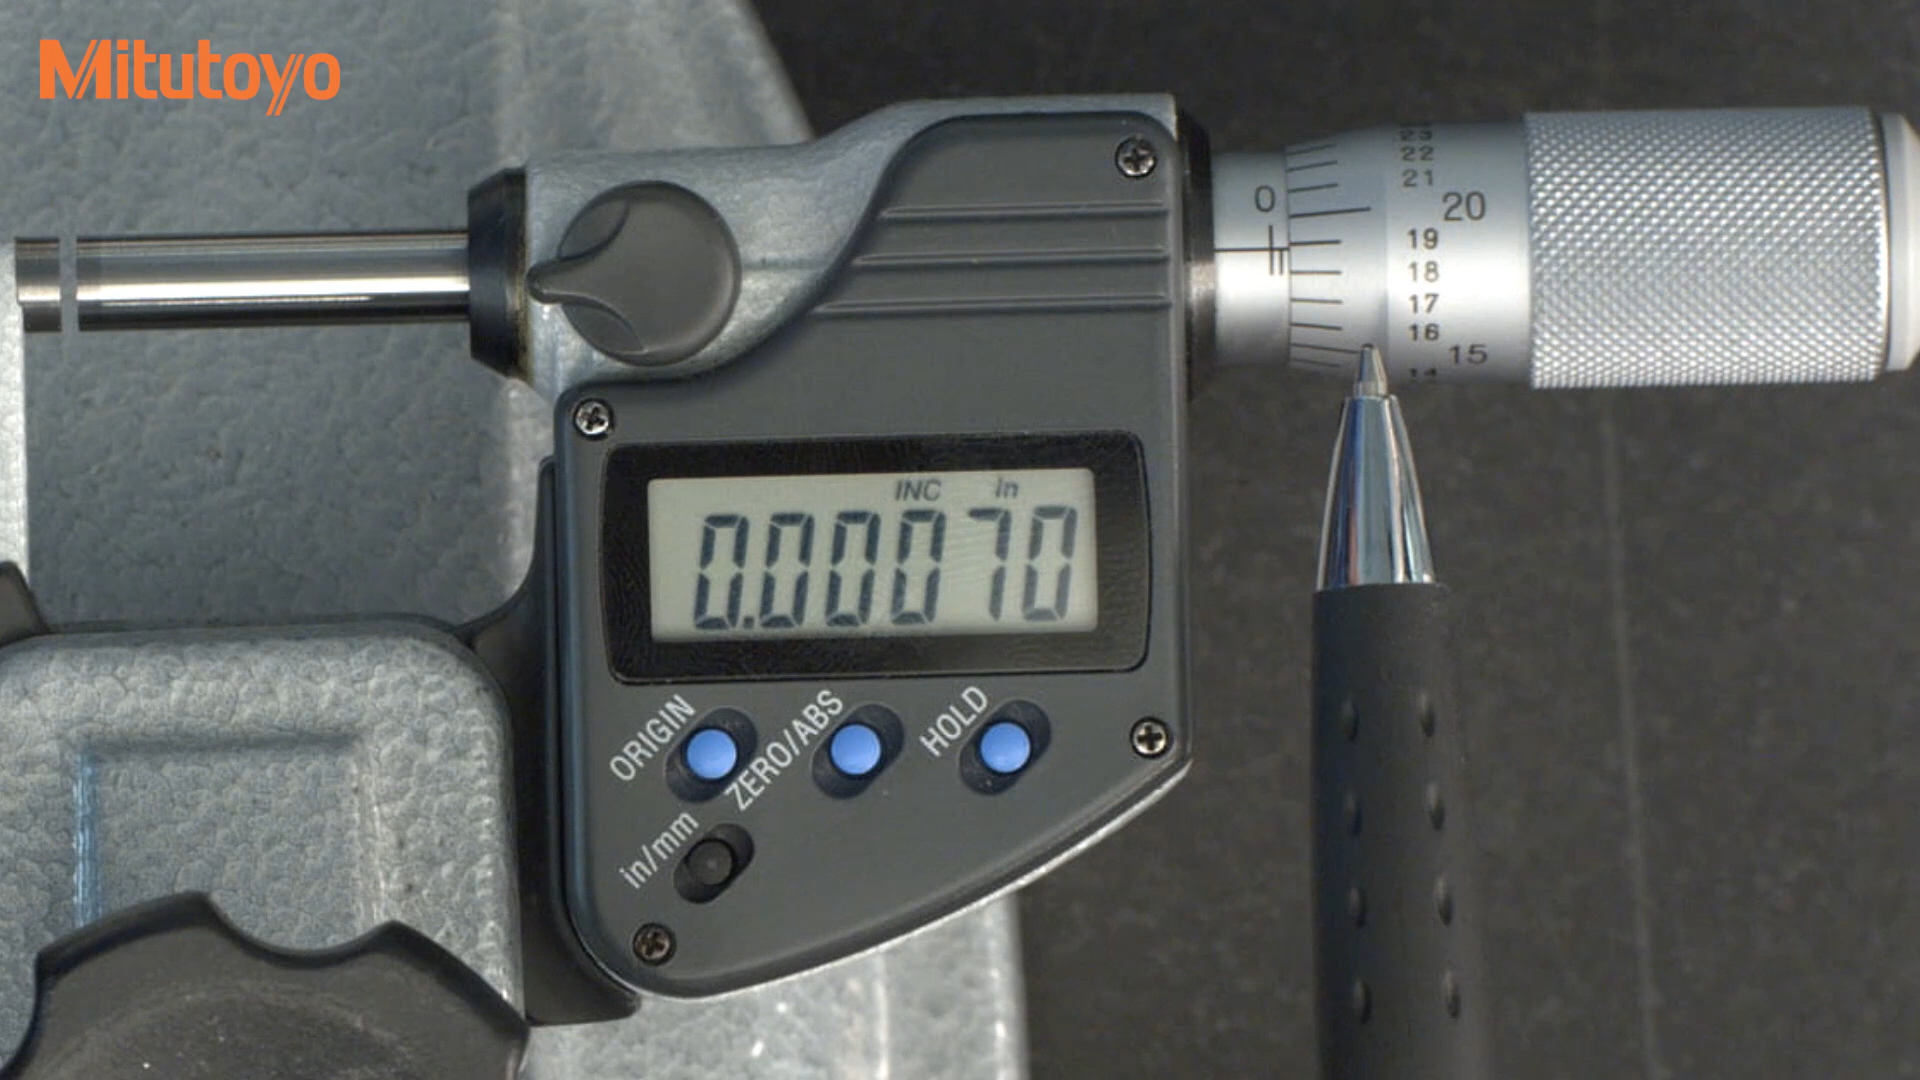 Mitutoyo
23
22
21
0
20
19
18
17
16
15
14
INC in
0.00070
ORIGIN
ZERO/ABS
HOLD
in/mm